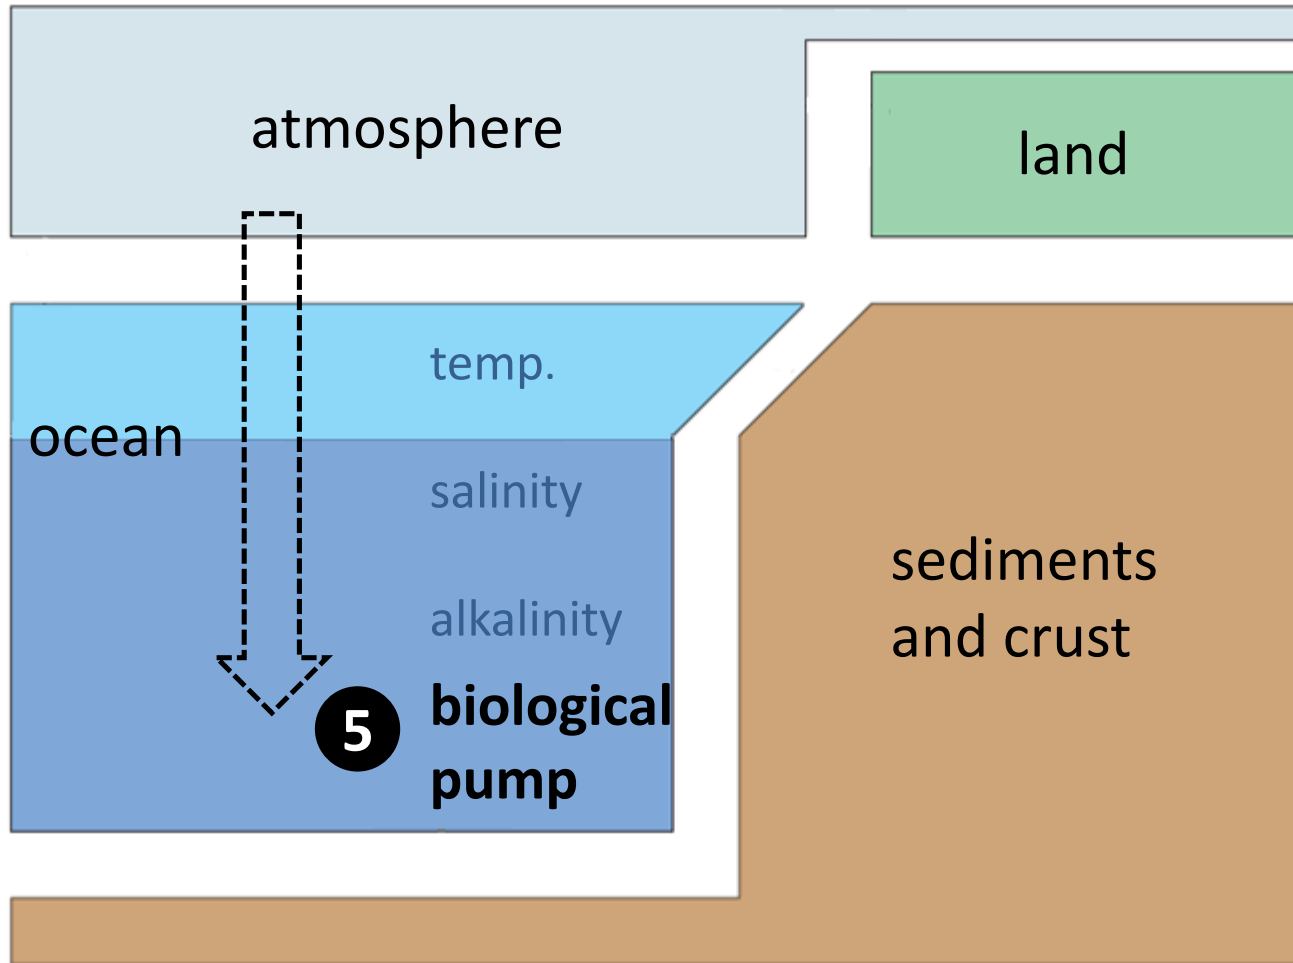 atmosphere
land
temp.
ocean
salinity
sediments
and crust
alkalinity
5
biological
pump